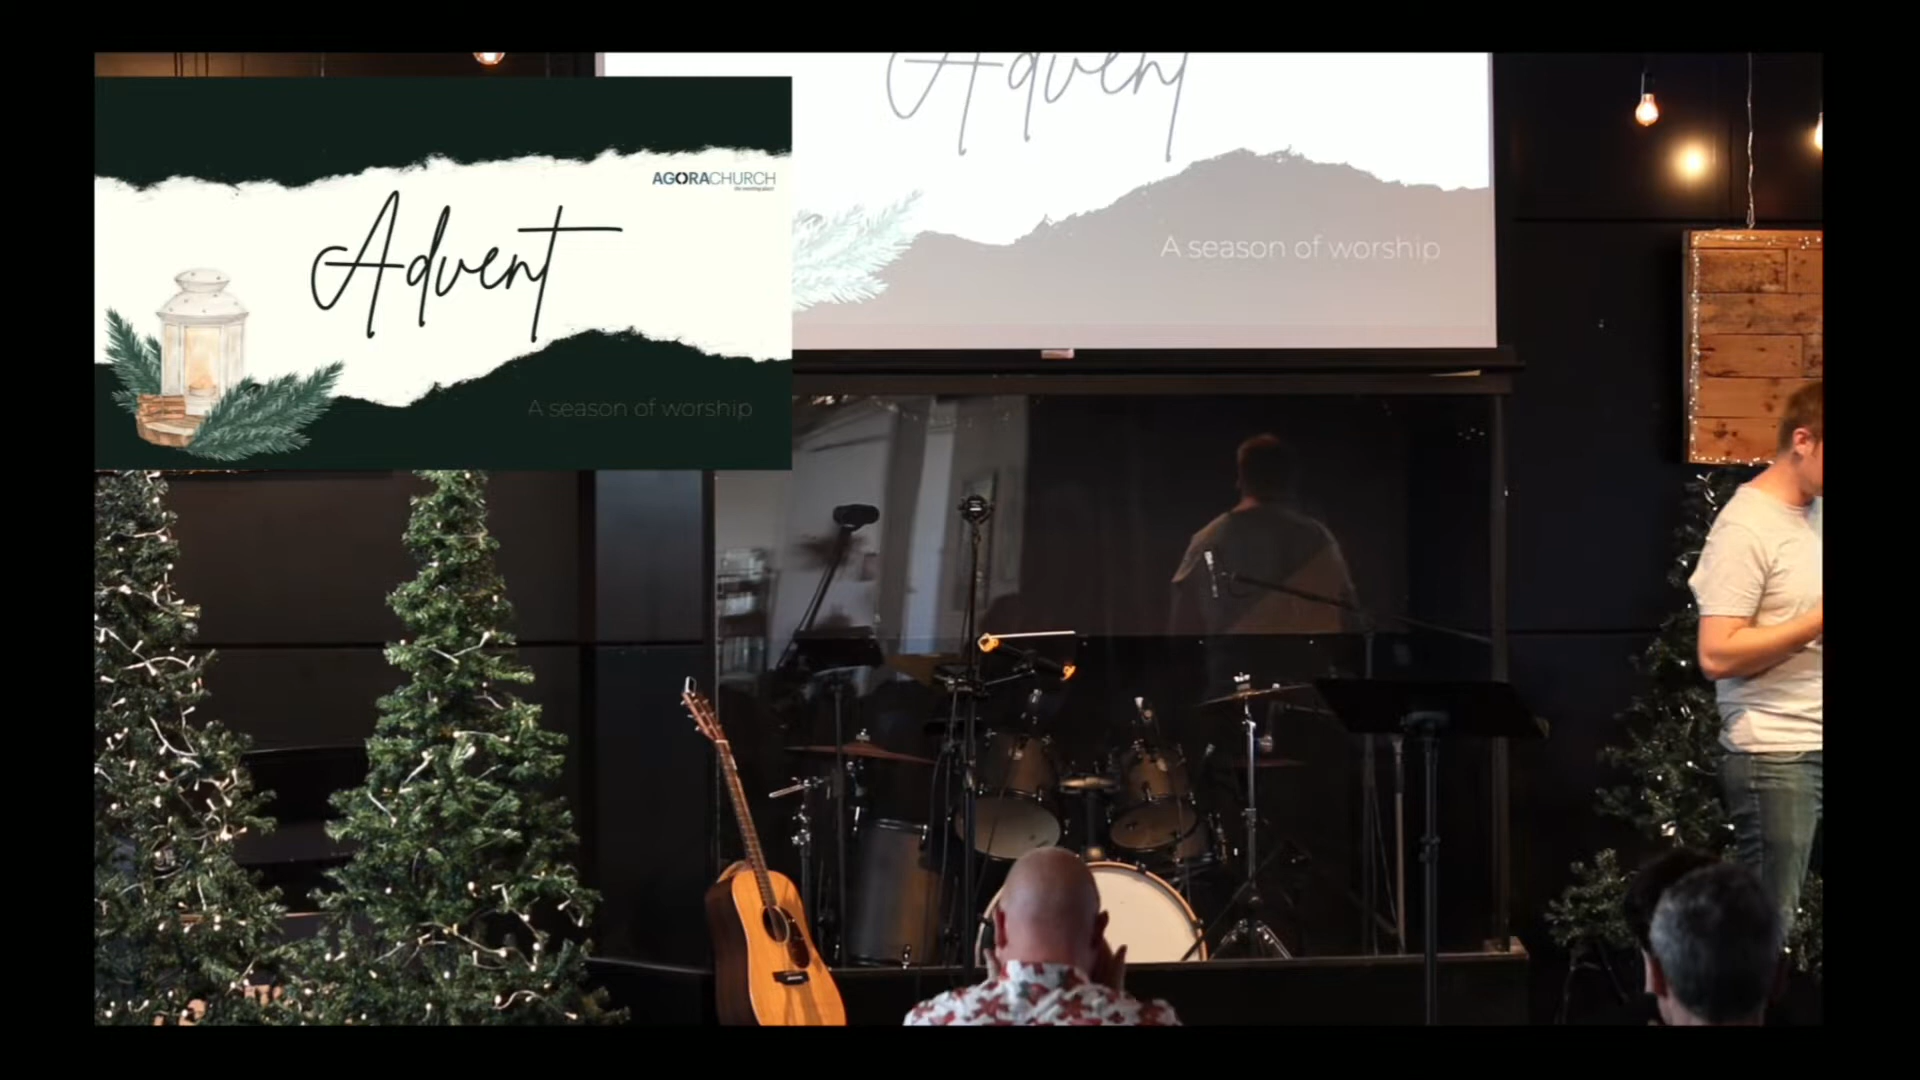 Advent
AGORACHURCH
Advent
A season of worship
A season of worship